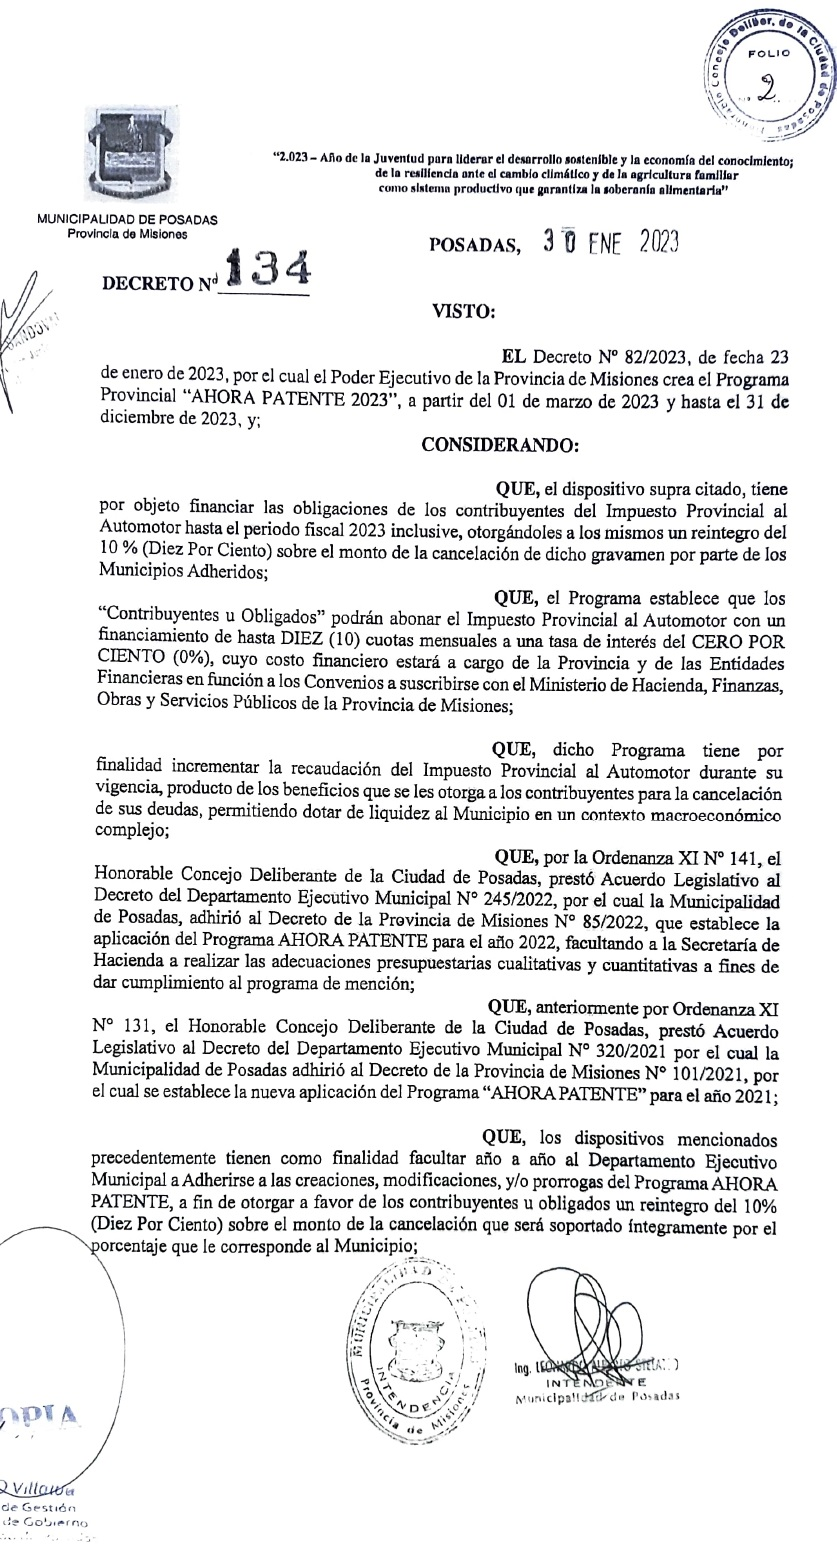 Honorable Concejo Deliber. de la Ciudad de Posadas
FOLIO
2
"2.023 – Año de la Juventud para liderar el desarrollo sostenible y la economía del conocimiento;
de la resiliencia ante el cambio climático y de la agricultura familiar
como sistema productivo que garantiza la soberanía alimentaria"
MUNICIPALIDAD DE POSADAS
Provincia de Misiones
POSADAS, 30 ENE 2023
DECRETO Nº 134
VISTO:
EL Decreto Nº 82/2023, de fecha 23
de enero de 2023, por el cual el Poder Ejecutivo de la Provincia de Misiones crea el Programa
Provincial "AHORA PATENTE 2023", a partir del 01 de marzo de 2023 y hasta el 31 de
diciembre de 2023, y;
CONSIDERANDO:
QUE, el dispositivo supra citado, tiene
por objeto financiar las obligaciones de los contribuyentes del Impuesto Provincial al
Automotor hasta el periodo fiscal 2023 inclusive, otorgándoles a los mismos un reintegro del
10 % (Diez Por Ciento) sobre el monto de la cancelación de dicho gravamen por parte de los
Municipios Adheridos;
QUE, el Programa establece que los
"Contribuyentes u Obligados" podrán abonar el Impuesto Provincial al Automotor con un
financiamiento de hasta DIEZ (10) cuotas mensuales a una tasa de interés del CERO POR
CIENTO (0%), cuyo costo financiero estará a cargo de la Provincia y de las Entidades
Financieras en función a los Convenios a suscribirse con el Ministerio de Hacienda, Finanzas,
Obras y Servicios Públicos de la Provincia de Misiones;
QUE, dicho Programa tiene por
finalidad incrementar la recaudación del Impuesto Provincial al Automotor durante su
vigencia, producto de los beneficios que se les otorga a los contribuyentes para la cancelación
de sus deudas, permitiendo dotar de liquidez al Municipio en un contexto macroeconómico
complejo;
QUE, por la Ordenanza XI Nº 141, el
Honorable Concejo Deliberante de la Ciudad de Posadas, prestó Acuerdo Legislativo al
Decreto del Departamento Ejecutivo Municipal Nº 245/2022, por el cual la Municipalidad
de Posadas, adhirió al Decreto de la Provincia de Misiones Nº 85/2022, que establece la
aplicación del Programa AHORA PATENTE para el año 2022, facultando a la Secretaría de
Hacienda a realizar las adecuaciones presupuestarias cualitativas y cuantitativas a fines de
dar cumplimiento al programa de mención;
QUE, anteriormente por Ordenanza XI
Nº 131, el Honorable Concejo Deliberante de la Ciudad de Posadas, prestó Acuerdo
Legislativo al Decreto del Departamento Ejecutivo Municipal Nº 320/2021 por el cual la
Municipalidad de Posadas adhirió al Decreto de la Provincia de Misiones Nº 101/2021, por
el cual se establece la nueva aplicación del Programa "AHORA PATENTE" para el año 2021;
QUE, los dispositivos mencionados
precedentemente tienen como finalidad facultar año a año al Departamento Ejecutivo
Municipal a Adherirse a las creaciones, modificaciones, y/o prorrogas del Programa AHORA
PATENTE, a fin de otorgar a favor de los contribuyentes u obligados un reintegro del 10%
(Diez Por Ciento) sobre el monto de la cancelación que será soportado íntegramente por el
porcentaje que le corresponde al Municipio;
MUNICIPALIDAD
INTENDENCIA
Provincia de Misiones
Ing.
INTENDENTE
Municipalidad de Posadas
OPIA
Villalba
de Gestión
de Gobierno